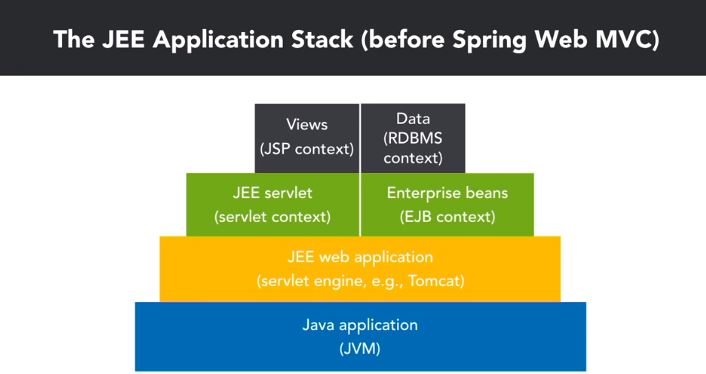 The JEE Application Stack (before Spring Web MVC)
Views
(JSP context)
Data
(RDBMS
context)
JEE servlet
(servlet context)
Enterprise beans
(EJB context)
JEE web application
(servlet engine, e.g., Tomcat)
Java application
(JVM)